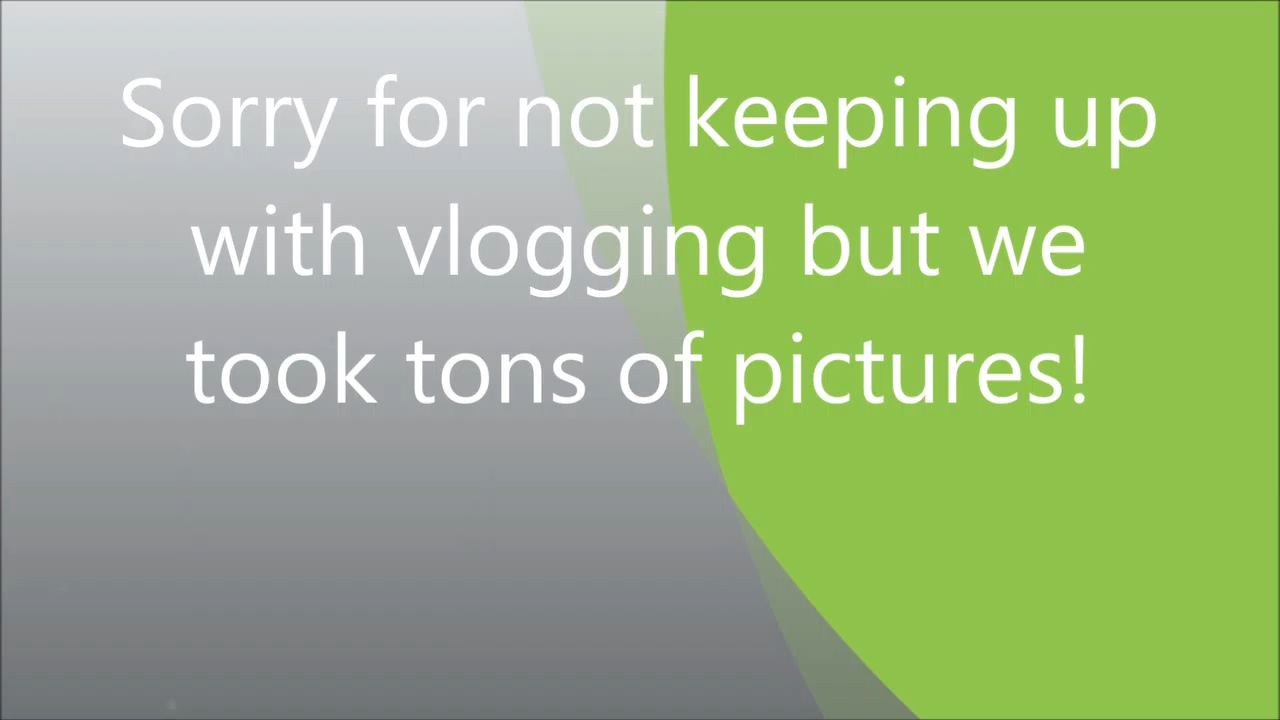 Sorry for not keeping up
with vlogging but we
took tons of pictures!